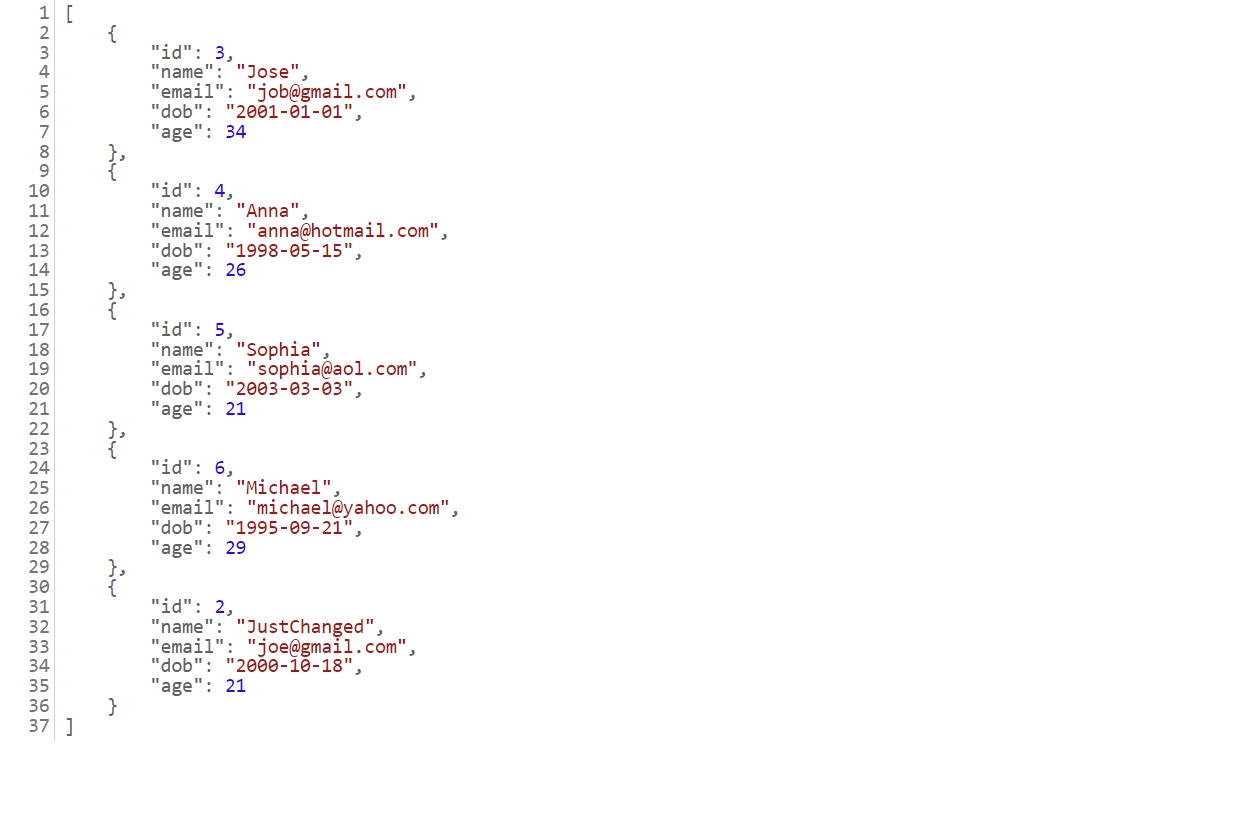 1 [
2     {
3         "id": 3,
4         "name": "Jose",
5         "email": "job@gmail.com",
6         "dob": "2001-01-01",
7         "age": 34
8     },
9     {
10         "id": 4,
11         "name": "Anna",
12         "email": "anna@hotmail.com",
13         "dob": "1998-05-15",
14         "age": 26
15     },
16     {
17         "id": 5,
18         "name": "Sophia",
19         "email": "sophia@aol.com",
20         "dob": "2003-03-03",
21         "age": 21
22     },
23     {
24         "id": 6,
25         "name": "Michael",
26         "email": "michael@yahoo.com",
27         "dob": "1995-09-21",
28         "age": 29
29     },
30     {
31         "id": 2,
32         "name": "JustChanged",
33         "email": "joe@gmail.com",
34         "dob": "2000-10-18",
35         "age": 21
36     }
37 ]